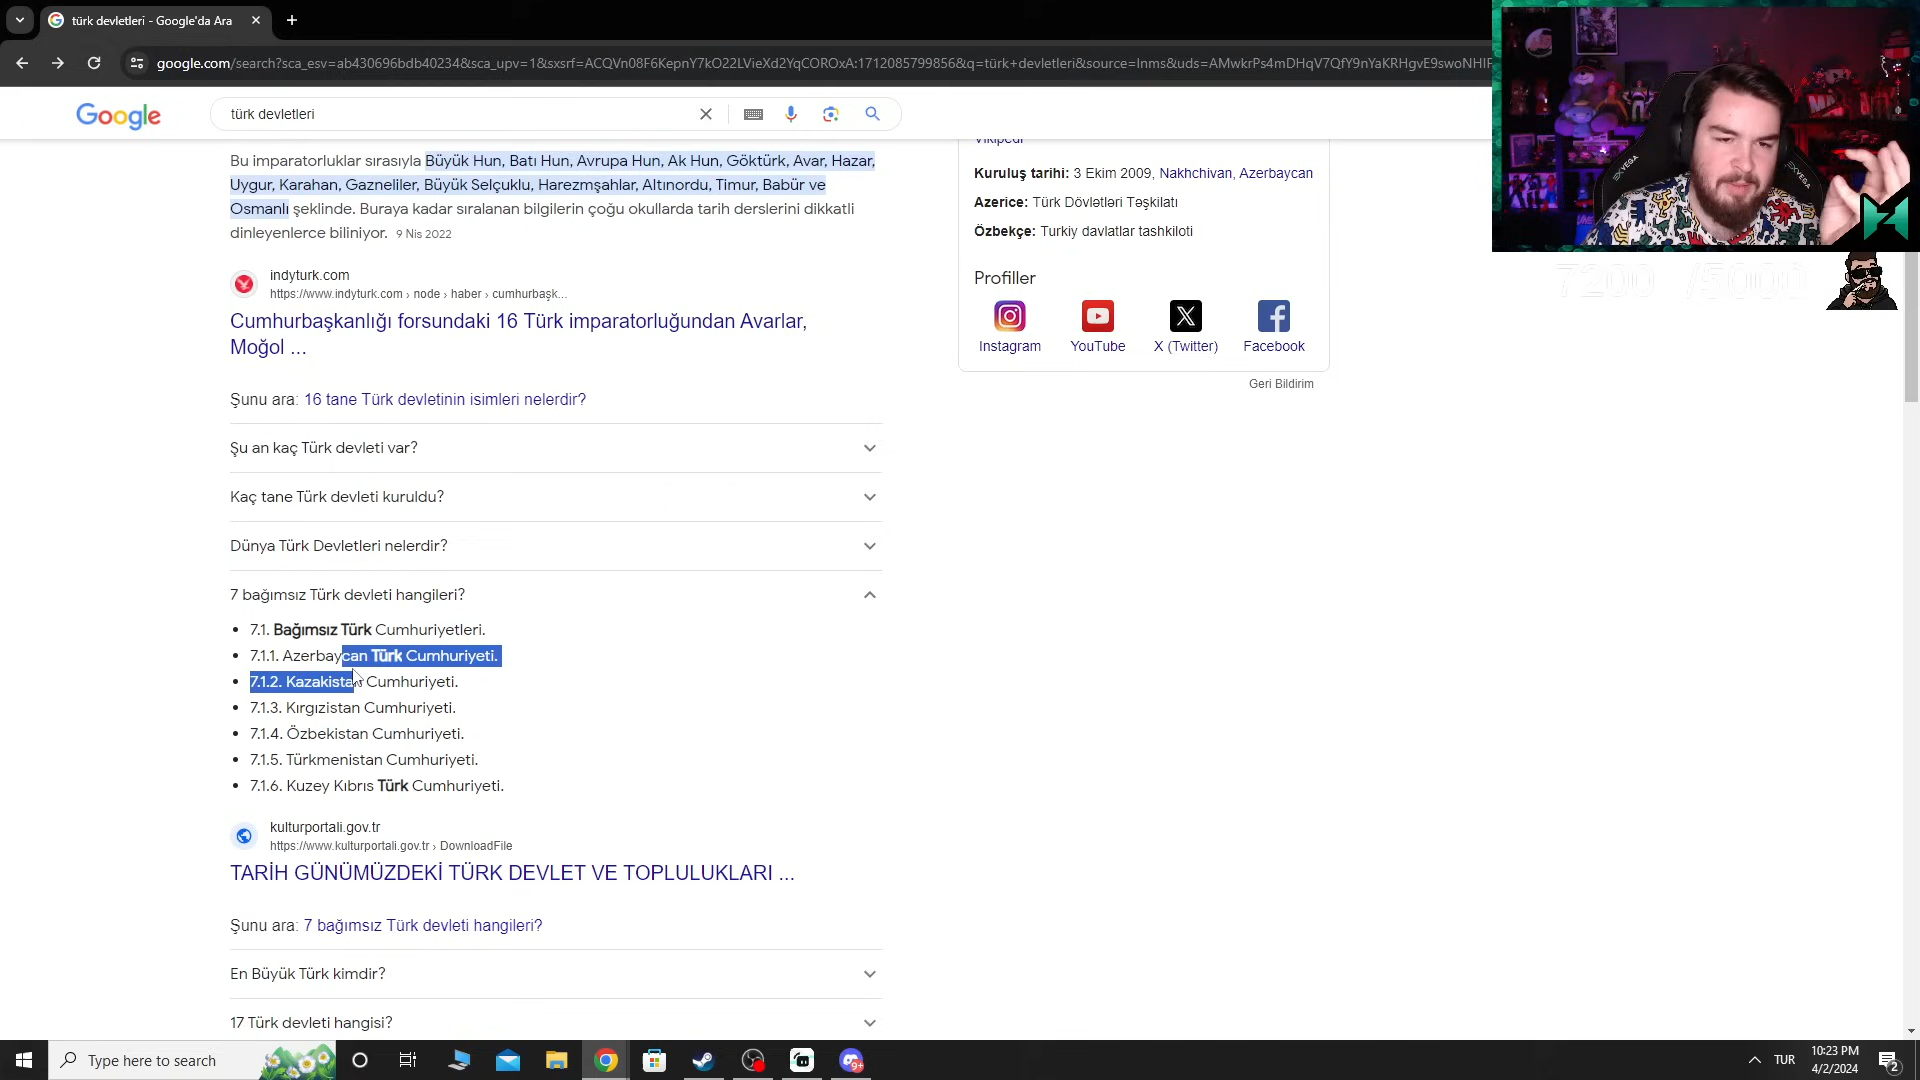 türk devletleri - Google'da Ara
google.com/search?sca_esv=ab430696bdb40234&sca_upv=1&sxsrf=ACQVn08F6KepnY7kO22LVieXd2YqCOROxA:1712085799856&q=türk+devletleri&source=lnms&uds=AMwkrPs4mDHqV7QfY9nYaKRHgvE9swoNHIF
Google
türk devletleri
Bu imparatorluklar sırasıyla Büyük Hun, Batı Hun, Avrupa Hun, Ak Hun, Göktürk, Avar, Hazar,
Uygur, Karahan, Gazneliler, Büyük Selçuklu, Harezmşahlar, Altınordu, Timur, Babür ve
Osmanlı şeklinde. Buraya kadar sıralanan bilgilerin çoğu okullarda tarih derslerini dikkatli
dinleyenlerce biliniyor. 9 Nis 2022
indyturk.com
https://www.indyturk.com › node › haber › cumhurbaşk...
Cumhurbaşkanlığı forsundaki 16 Türk imparatorluğundan Avarlar,
Moğol ...
Şunu ara: 16 tane Türk devletinin isimleri nelerdir?
Şu an kaç Türk devleti var?
Kaç tane Türk devleti kuruldu?
Dünya Türk Devletleri nelerdir?
7 bağımsız Türk devleti hangileri?
7.1. Bağımsız Türk Cumhuriyetleri.
7.1.1. Azerbaycan Türk Cumhuriyeti.
7.1.2. Kazakistan Cumhuriyeti.
7.1.3. Kırgızistan Cumhuriyeti.
7.1.4. Özbekistan Cumhuriyeti.
7.1.5. Türkmenistan Cumhuriyeti.
7.1.6. Kuzey Kıbrıs Türk Cumhuriyeti.
kulturportali.gov.tr
https://www.kulturportali.gov.tr › DownloadFile
TARİH GÜNÜMÜZDEKİ TÜRK DEVLET VE TOPLULUKLARI ...
Şunu ara: 7 bağımsız Türk devleti hangileri?
En Büyük Türk kimdir?
17 Türk devleti hangisi?
Vikipedi
Kuruluş tarihi: 3 Ekim 2009, Nakhchivan, Azerbaycan
Azerice: Türk Dövlətləri Təşkilatı
Özbekçe: Turkiy davlatlar tashkiloti
Profiller
Instagram
YouTube
X (Twitter)
Facebook
Geri Bildirim
Type here to search
9+
TUR
10:23 PM
4/2/2024
2